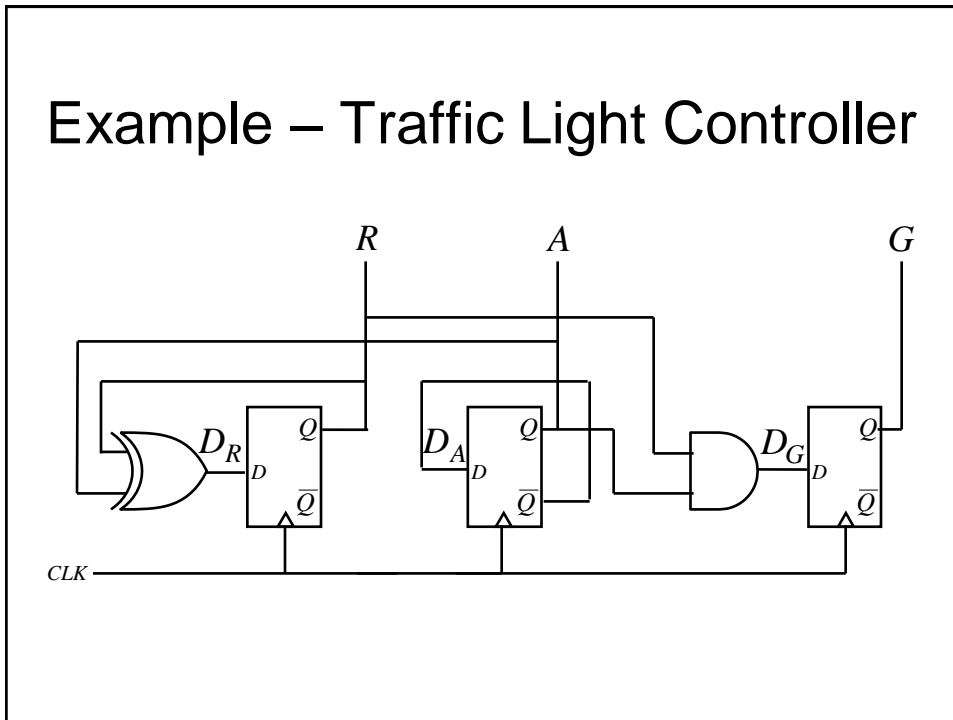 Example – Traffic Light Controller
R A G
D_R D Q Q̅
D_A D Q Q̅
D_G D Q Q̅
CLK